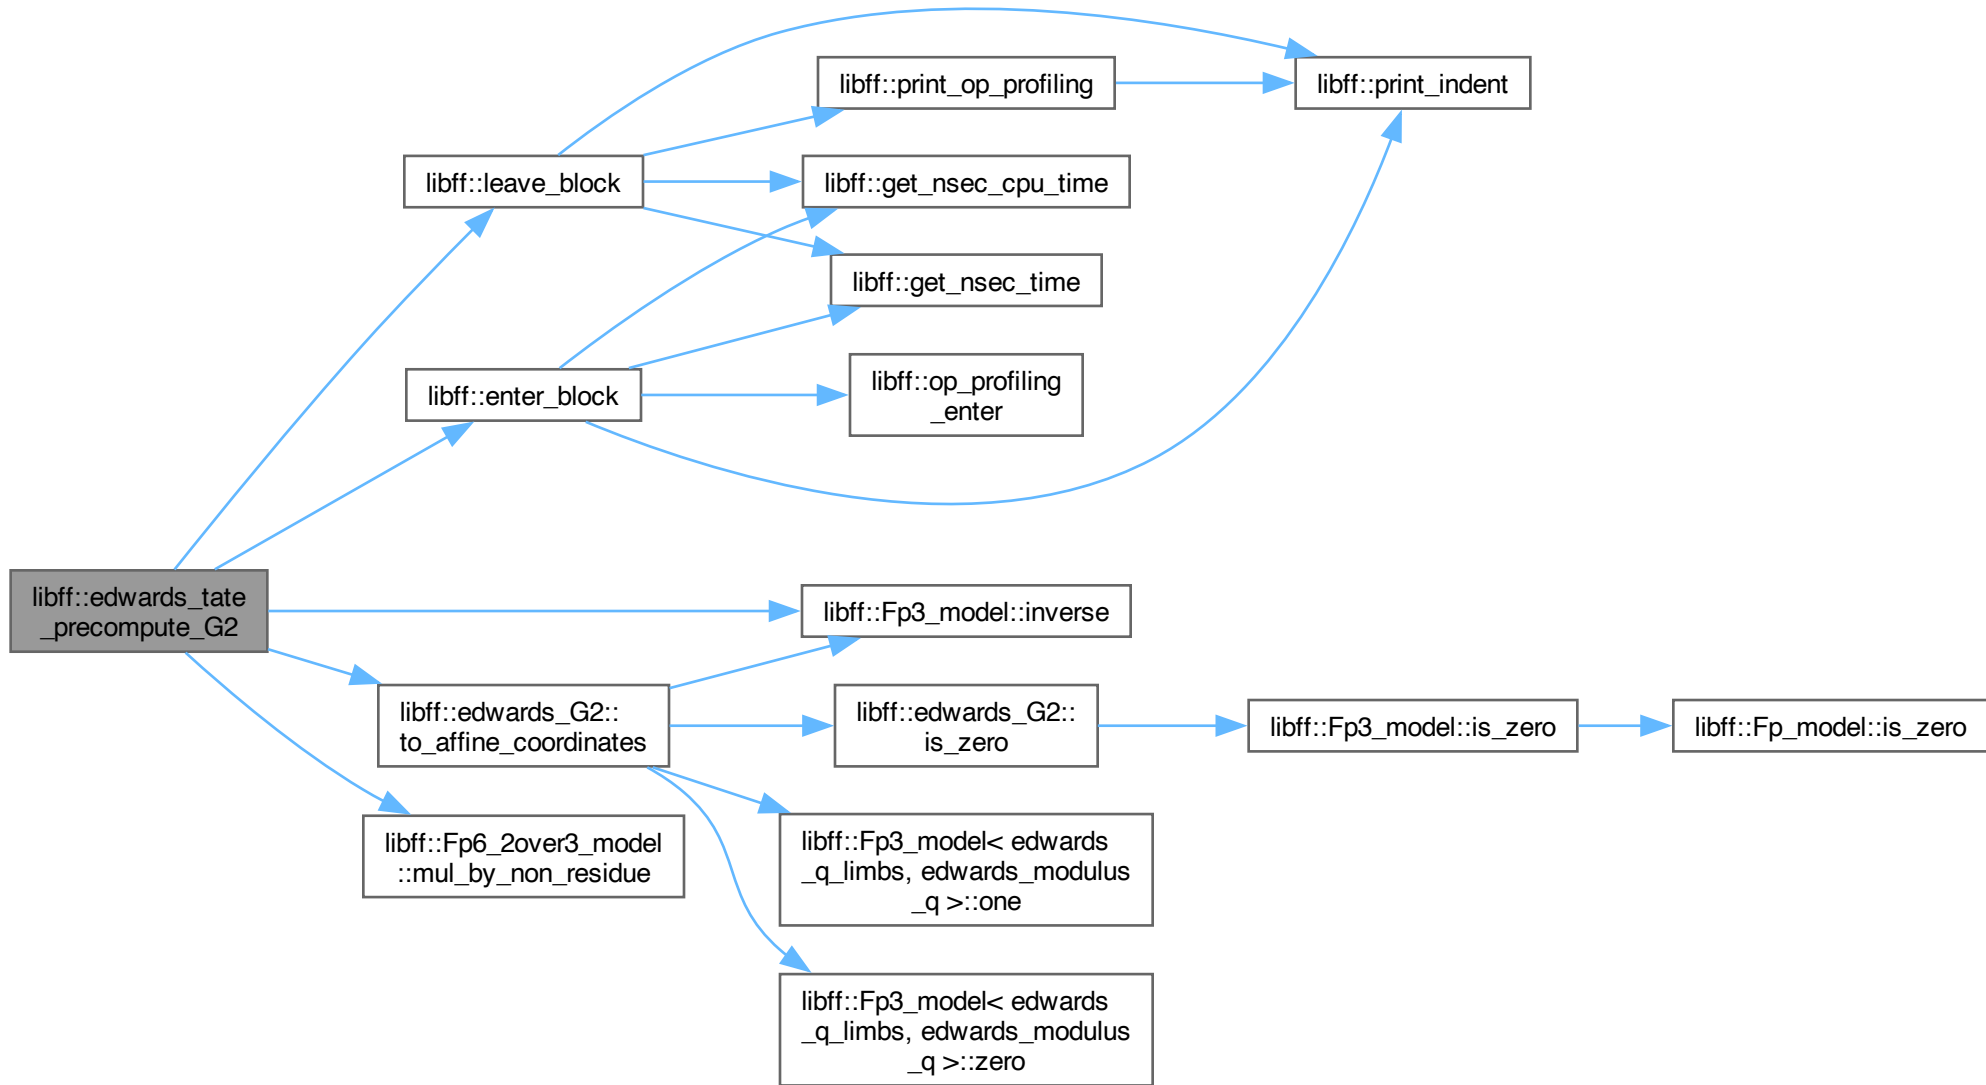 libff::print_op_profiling
libff::print_indent
libff::leave_block
libff::get_nsec_cpu_time
libff::get_nsec_time
libff::enter_block
libff::op_profiling
_enter
libff::edwards_tate
_precompute_G2
libff::Fp3_model::inverse
libff::edwards_G2::
to_affine_coordinates
libff::edwards_G2::
is_zero
libff::Fp3_model::is_zero
libff::Fp_model::is_zero
libff::Fp6_2over3_model
::mul_by_non_residue
libff::Fp3_model< edwards
_q_limbs, edwards_modulus
_q >::one
libff::Fp3_model< edwards
_q_limbs, edwards_modulus
_q >::zero